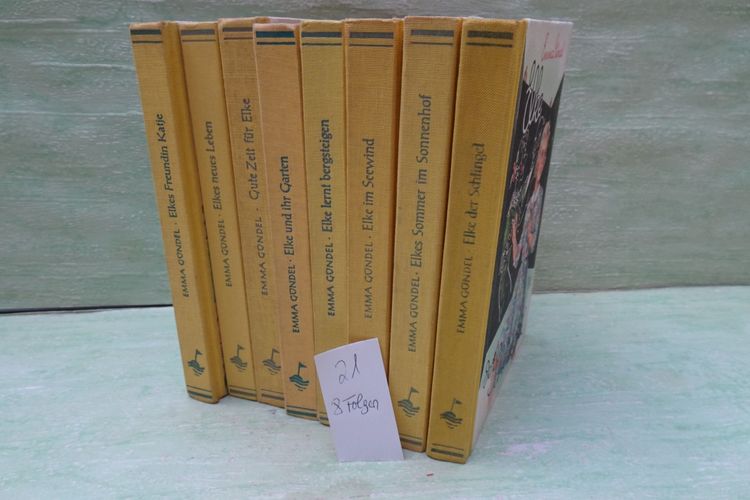 EMMA GÜNDEL · Elkes Freundin Katje
EMMA GÜNDEL · Elkes neues Leben
EMMA GÜNDEL · Gute Zeit für Elke
EMMA GÜNDEL · Elke und ihr Garten
EMMA GÜNDEL · Elke lernt bergsteigen
EMMA GÜNDEL · Elke im Seewind
EMMA GÜNDEL · Elkes Sommer im Sonnenhof
EMMA GÜNDEL · Elke der Schlingel
21
8 Folgen